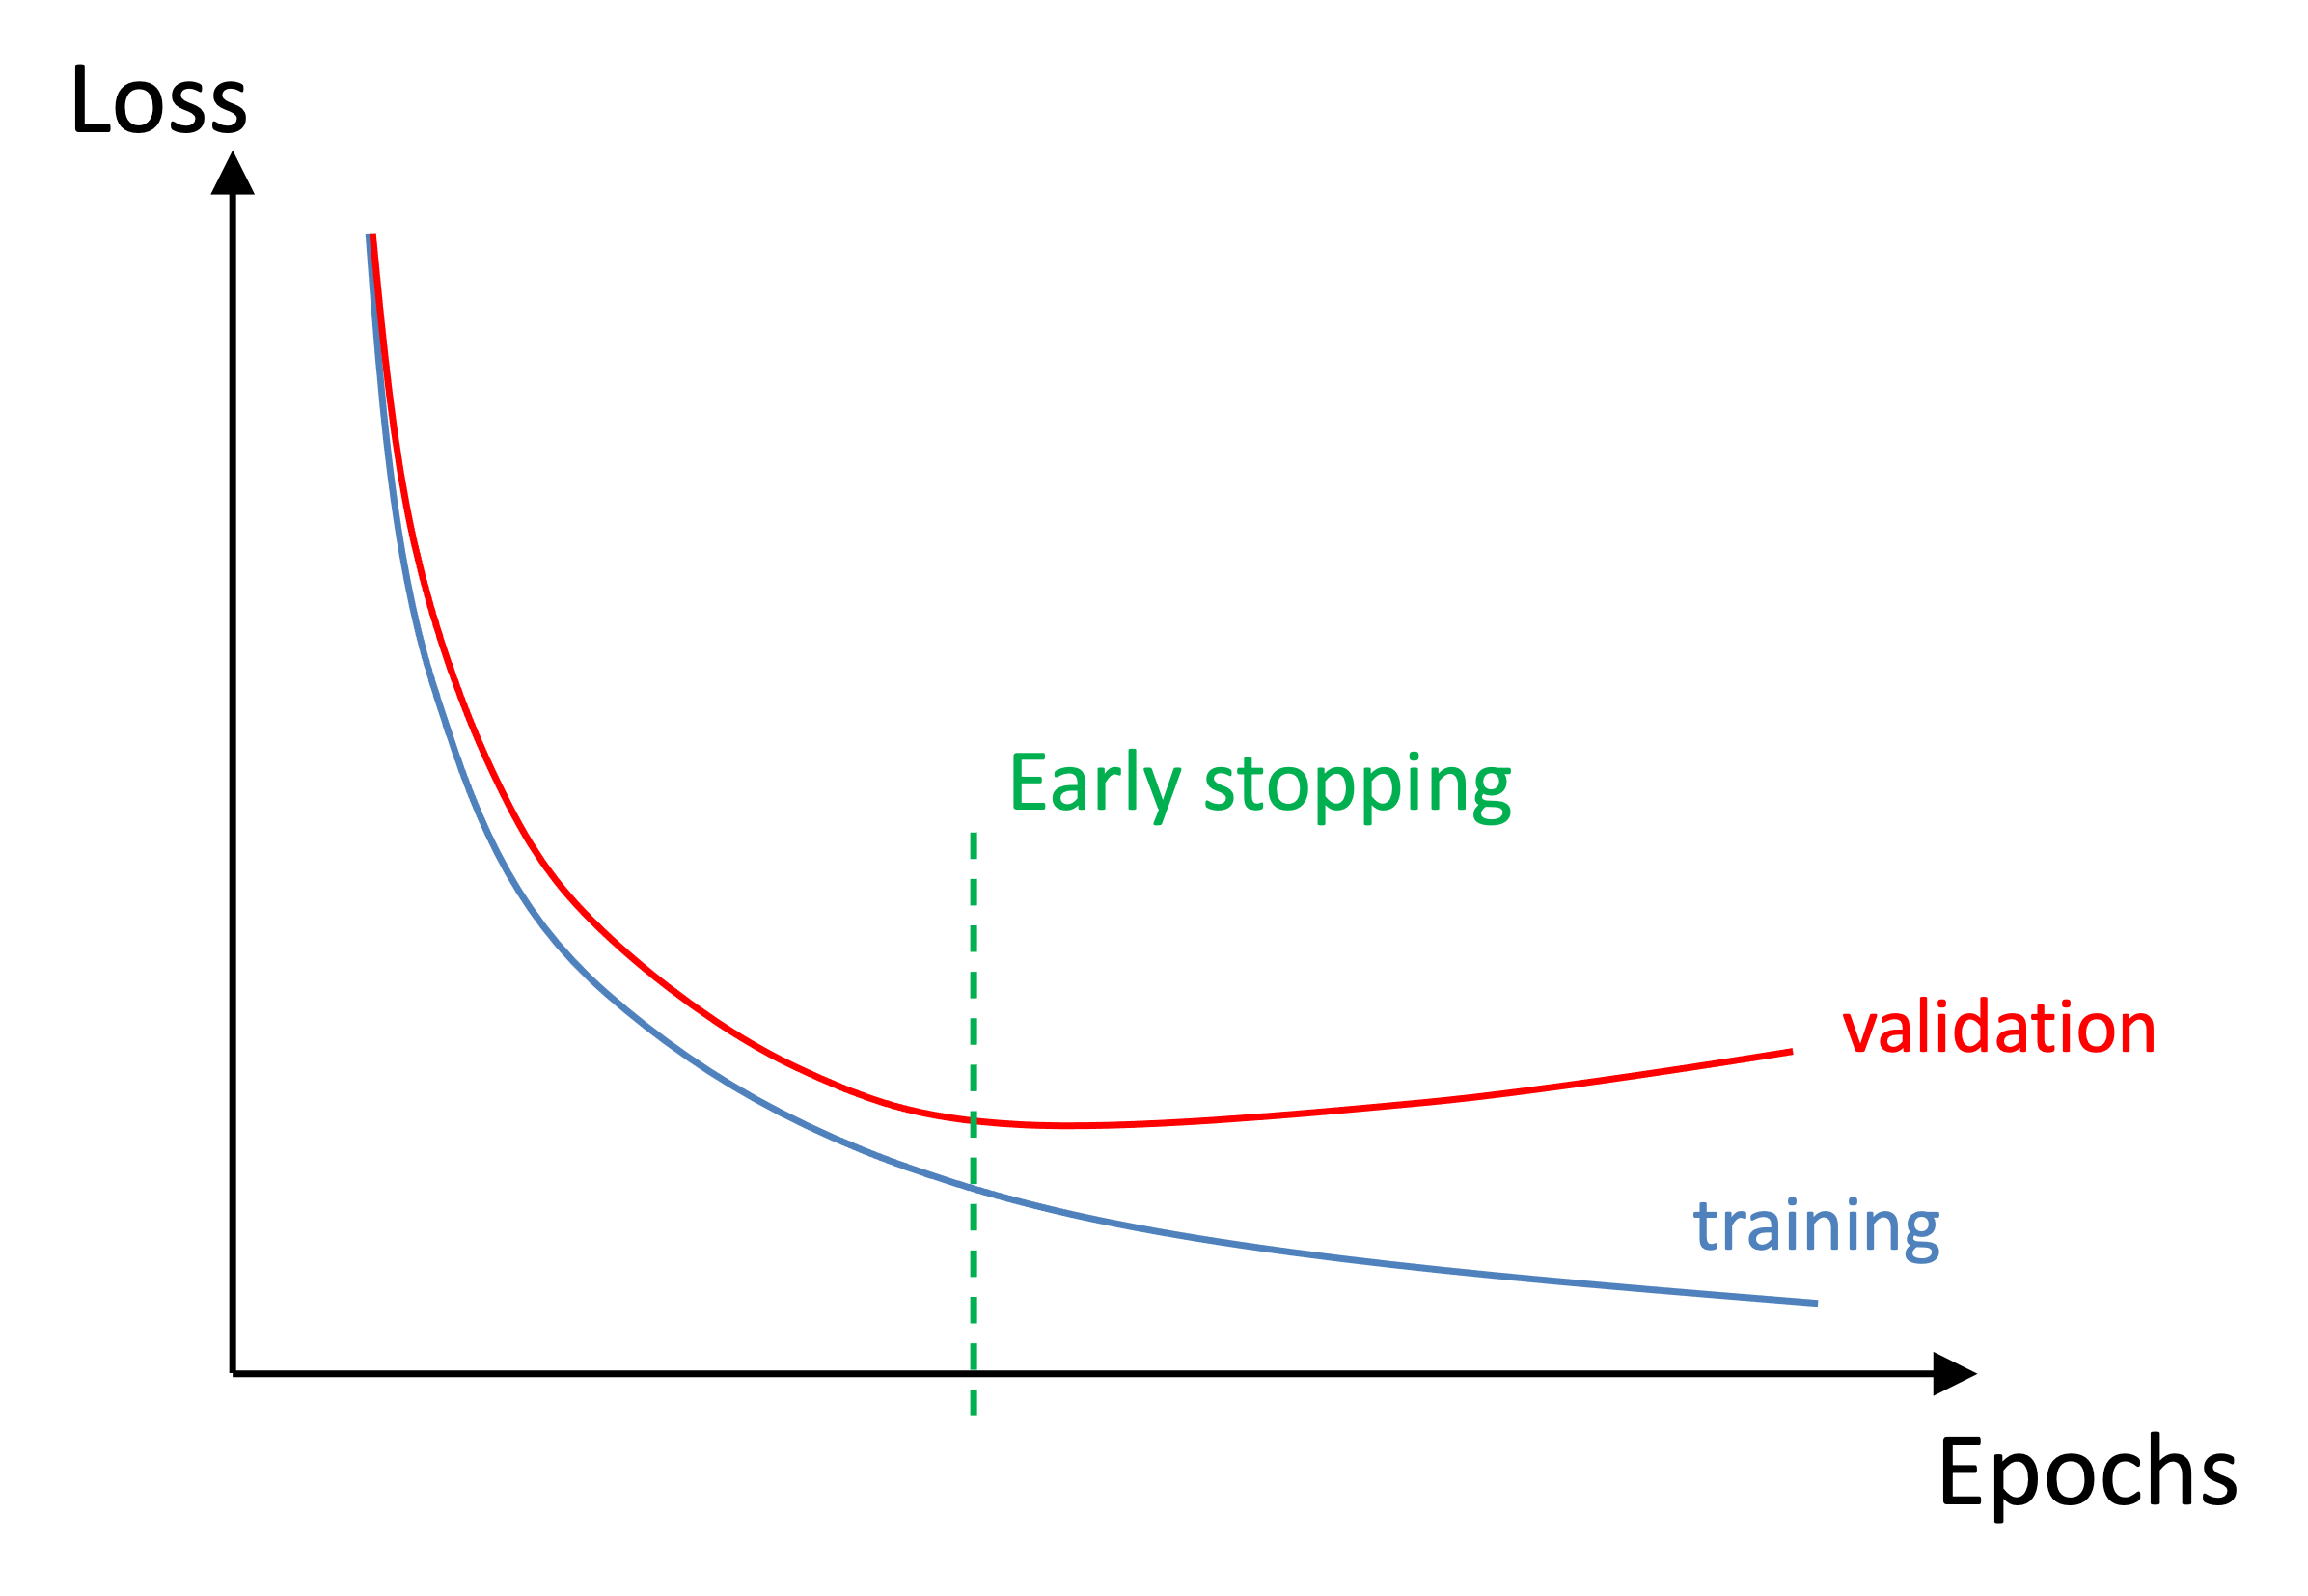 Loss
Early stopping
validation
training
Epochs